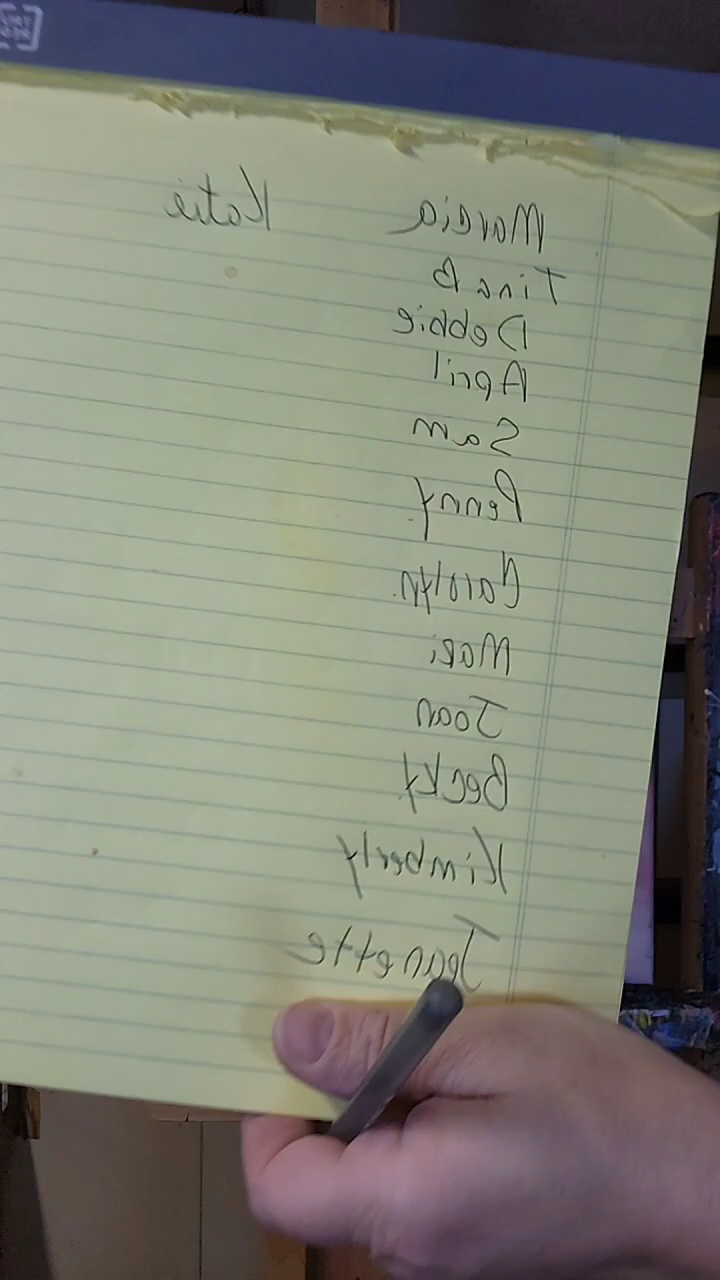 Marcia Katie
Tina B
Debbie
April
Sam
Penny
Carolyn
Mari
Joan
Becky
Kimberly
Jeanette